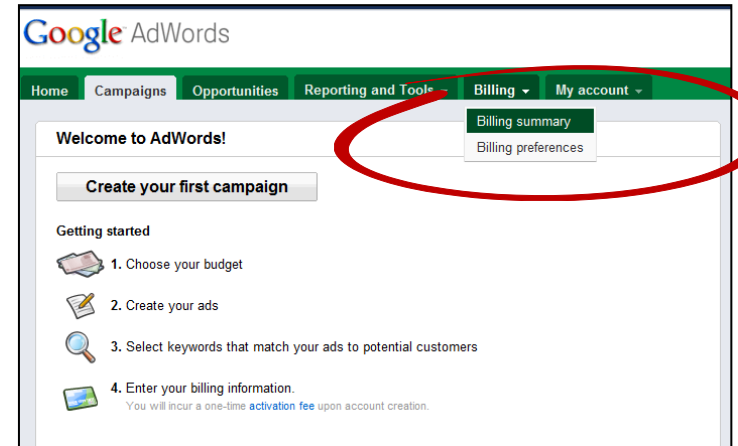 Google AdWords
Home Campaigns Opportunities Reporting and Tools Billing My account
Billing summary
Billing preferences
Welcome to AdWords!
Create your first campaign
Getting started
1. Choose your budget
2. Create your ads
3. Select keywords that match your ads to potential customers
4. Enter your billing information.
You will incur a one-time activation fee upon account creation.